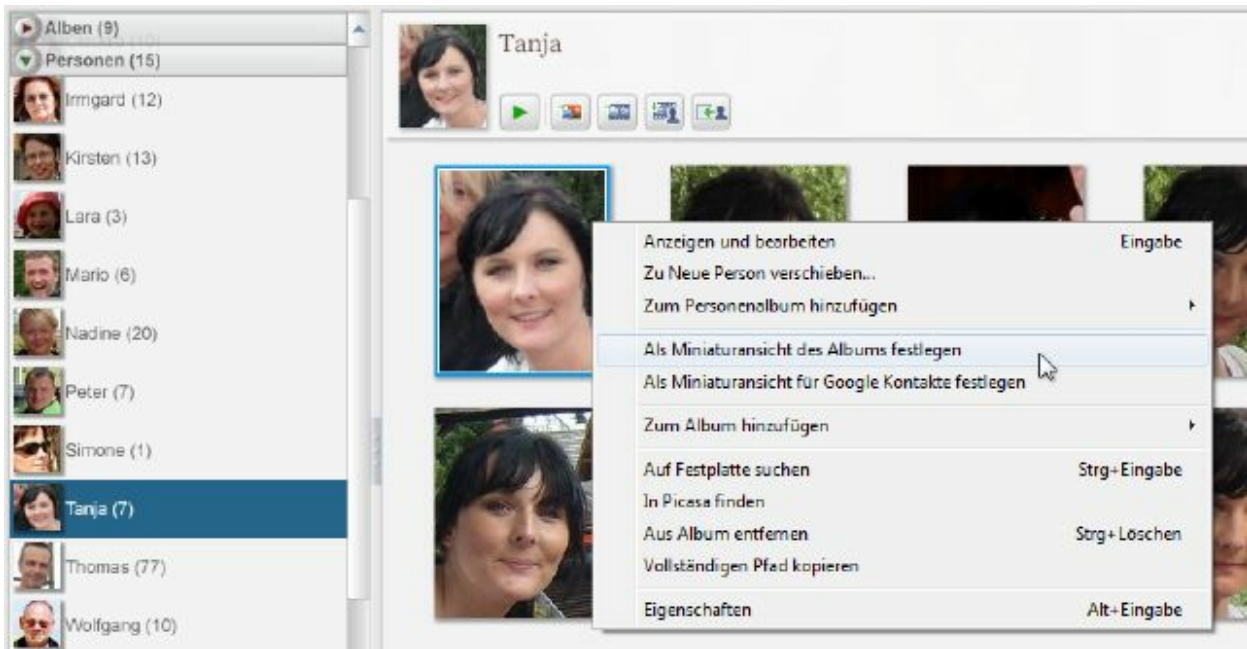 Alben (9)
Personen (15)
Irmgard (12)
Kirsten (13)
Lara (3)
Mario (6)
Nadine (20)
Peter (7)
Simone (1)
Tanja (7)
Thomas (77)
Wolfgang (10)
Tanja
Anzeigen und bearbeiten Eingabe
Zu Neue Person verschieben...
Zum Personenalbum hinzufügen
Als Miniaturansicht des Albums festlegen
Als Miniaturansicht für Google Kontakte festlegen
Zum Album hinzufügen
Auf Festplatte suchen Strg+Eingabe
In Picasa finden
Aus Album entfernen Strg+Löschen
Vollständigen Pfad kopieren
Eigenschaften Alt+Eingabe